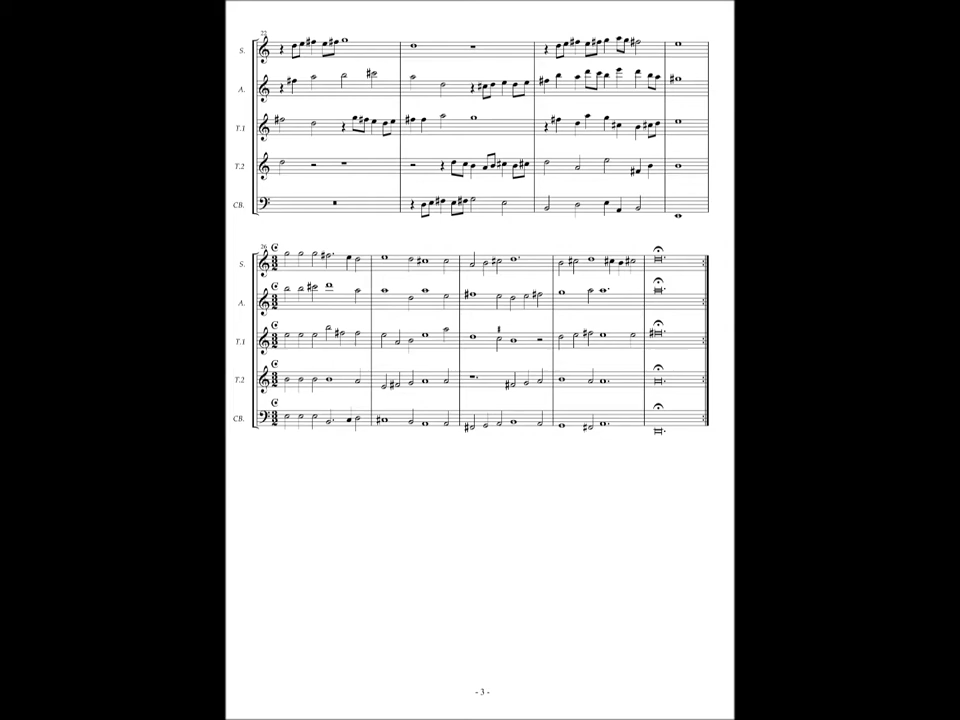 22
S.
A.
T.1
T.2
CB.
26
S.
A.
T.1
T.2
CB.
- 3 -